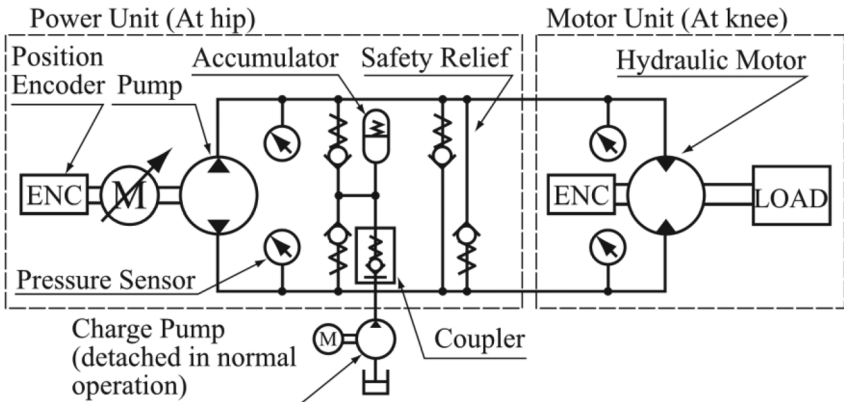 Power Unit (At hip)
Motor Unit (At knee)
Position
Encoder
Pump
Accumulator
Safety Relief
Hydraulic Motor
ENC
M
ENC
LOAD
Pressure Sensor
Charge Pump
(detached in normal
operation)
M
Coupler